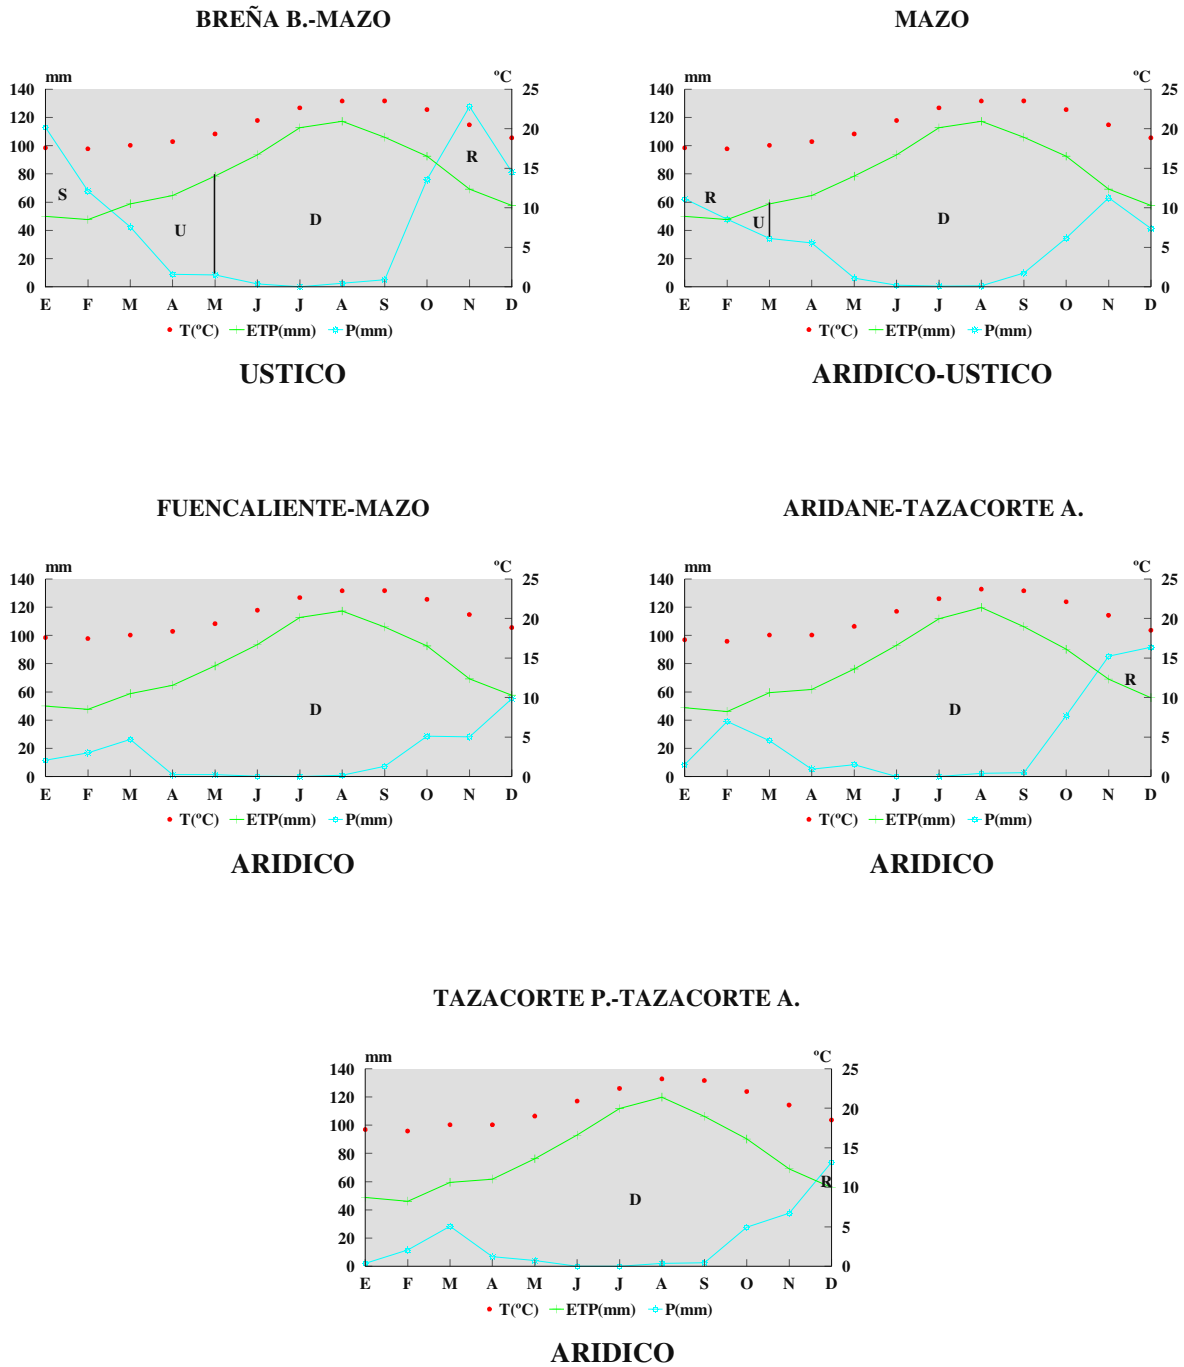 BREÑA B.-MAZO
mm ºC
140 25
120 20
100 15
80 10
60 5
40 0
20
0
S U D R
E F M A M J J A S O N D
T(ºC) ETP(mm) P(mm)
USTICO
MAZO
mm ºC
140 25
120 20
100 15
80 10
60 5
40 0
20
0
R U D
E F M A M J J A S O N D
T(ºC) ETP(mm) P(mm)
ARIDICO-USTICO
FUENCALIENTE-MAZO
mm ºC
140 25
120 20
100 15
80 10
60 5
40 0
20
0
D
E F M A M J J A S O N D
T(ºC) ETP(mm) P(mm)
ARIDICO
ARIDANE-TAZACORTE A.
mm ºC
140 25
120 20
100 15
80 10
60 5
40 0
20
0
D R
E F M A M J J A S O N D
T(ºC) ETP(mm) P(mm)
ARIDICO
TAZACORTE P.-TAZACORTE A.
mm ºC
140 25
120 20
100 15
80 10
60 5
40 0
20
0
D R
E F M A M J J A S O N D
T(ºC) ETP(mm) P(mm)
ARIDICO